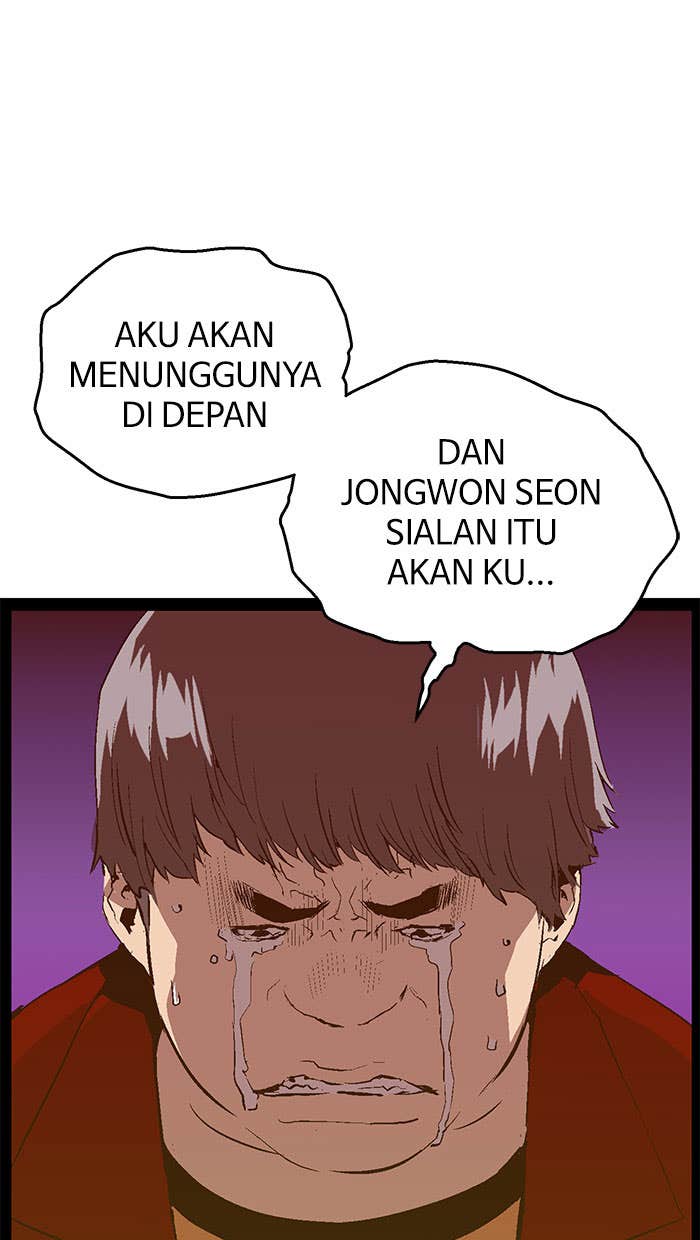 AKU AKAN
MENUNGGUNYA
DI DEPAN
DAN
JONGWON SEON
SIALAN ITU
AKAN KU...